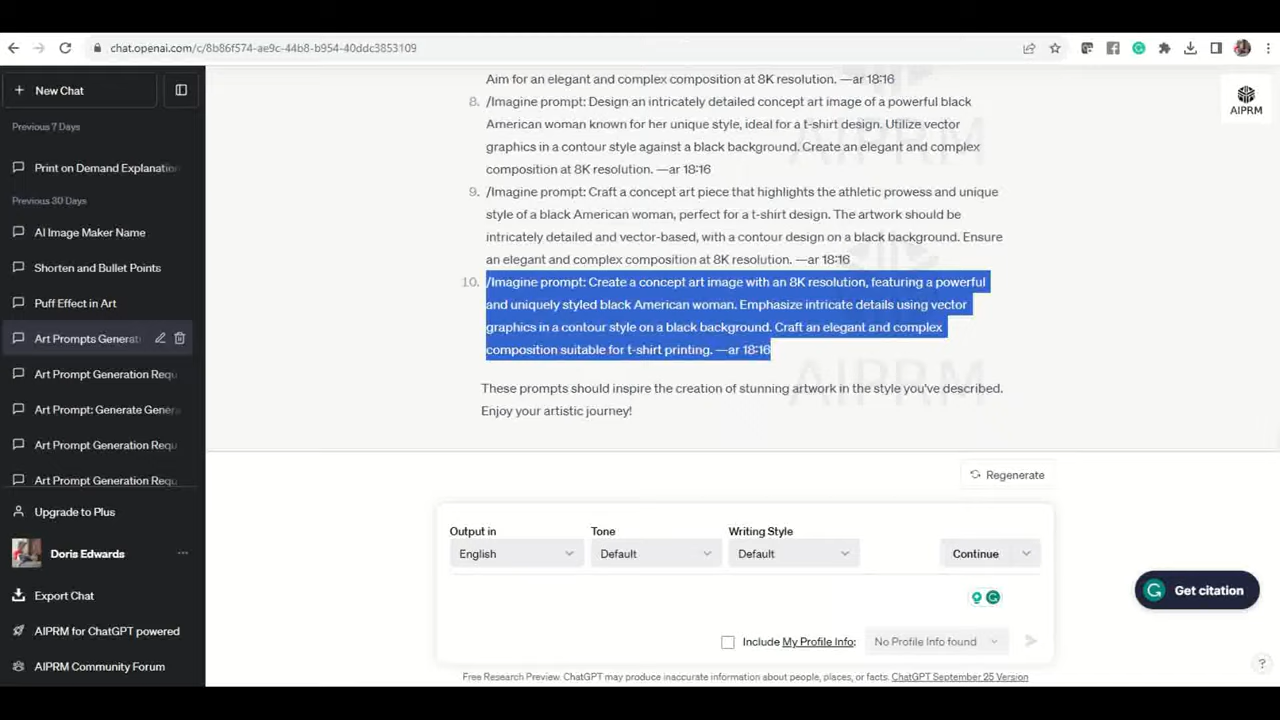 chat.openai.com/c/8b86f574-ae9c-44b8-b954-40ddc3853109
New Chat
Previous 7 Days
Print on Demand Explanation
Previous 30 Days
AI Image Maker Name
Shorten and Bullet Points
Puff Effect in Art
Art Prompts Generat
Art Prompt Generation Requ
Art Prompt: Generate Genera
Art Prompt Generation Requ
Art Prompt Generation Requ
Upgrade to Plus
Doris Edwards
Export Chat
AIPRM for ChatGPT powered
AIPRM Community Forum
AIPRM
Aim for an elegant and complex composition at 8K resolution. —ar 18:16
8. /Imagine prompt: Design an intricately detailed concept art image of a powerful black
American woman known for her unique style, ideal for a t-shirt design. Utilize vector
graphics in a contour style against a black background. Create an elegant and complex
composition at 8K resolution. —ar 18:16
9. /Imagine prompt: Craft a concept art piece that highlights the athletic prowess and unique
style of a black American woman, perfect for a t-shirt design. The artwork should be
intricately detailed and vector-based, with a contour design on a black background. Ensure
an elegant and complex composition at 8K resolution. —ar 18:16
10. /Imagine prompt: Create a concept art image with an 8K resolution, featuring a powerful
and uniquely styled black American woman. Emphasize intricate details using vector
graphics in a contour style on a black background. Craft an elegant and complex
composition suitable for t-shirt printing. —ar 18:16
These prompts should inspire the creation of stunning artwork in the style you've described.
Enjoy your artistic journey!
AIPRM
AIPRM
Regenerate
Output in
Tone
Writing Style
English
Default
Default
Continue
Get citation
Include My Profile Info:
No Profile Info found
Free Research Preview. ChatGPT may produce inaccurate information about people, places, or facts. ChatGPT September 25 Version
?